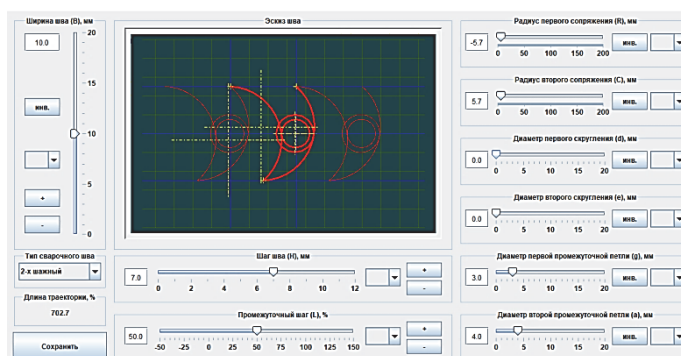 Ширина шва (B), мм
10.0
20
15
10
5
0
инв.
+
-
Тип сварочного шва
2-х шажный
Длина траектории, %
702.7
Сохранить
Эскиз шва
Шаг шва (H), мм
7.0
0 2 4 6 8 10 12
+
-
Промежуточный шаг (L), %
50.0
-50 -25 0 25 50 75 100 125 150
+
-
Радиус первого сопряжения (R), мм
-5.7
0 50 100 150 200
инв.
Радиус второго сопряжения (C), мм
5.7
0 50 100 150 200
инв.
Диаметр первого скругления (d), мм
0.0
0 5 10 15 20
инв.
Диаметр второго скругления (e), мм
0.0
0 5 10 15 20
инв.
Диаметр первой промежуточной петли (g), мм
3.0
0 5 10 15 20
инв.
Диаметр второй промежуточной петли (a), мм
4.0
0 5 10 15 20
инв.